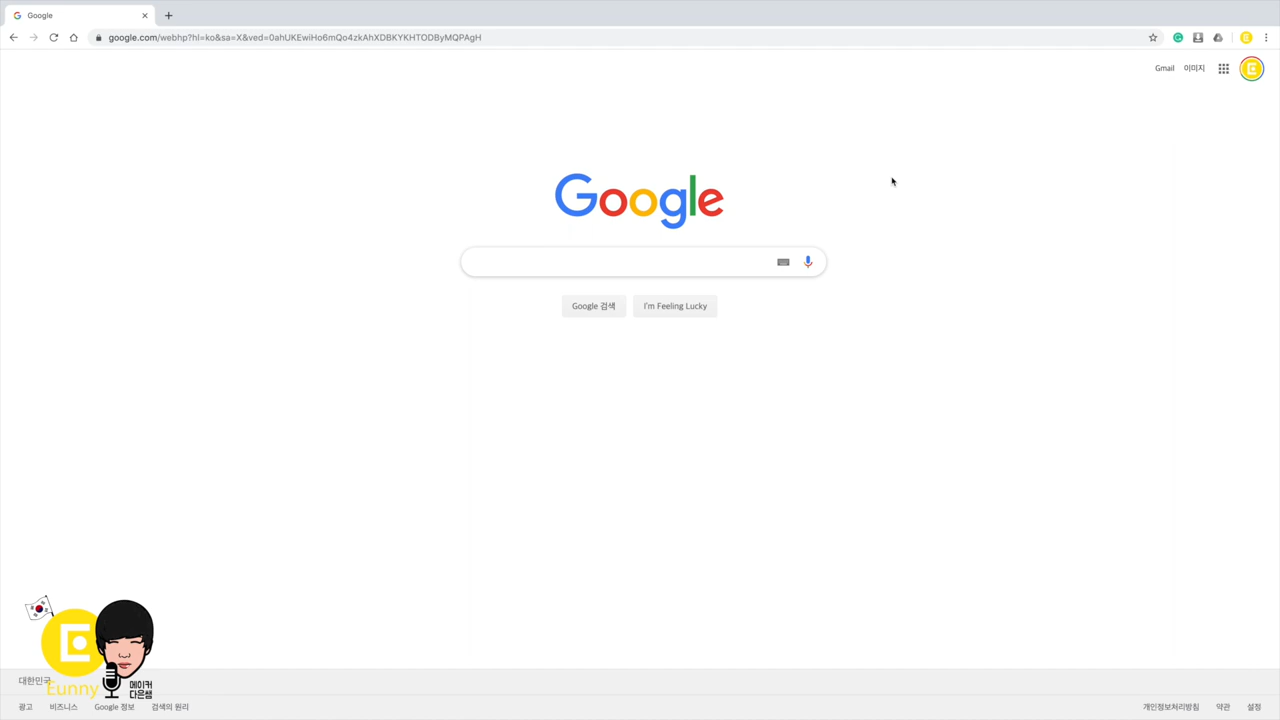 Google
google.com/webhp?hl=ko&sa=X&ved=0ahUKEwiHo6mQo4zkAhXDBKYKHTODByMQPAgH
Gmail 이미지
Google
Google 검색 I'm Feeling Lucky
대한민국
Eunny
메이커
다은쌤
광고 비즈니스 Google 정보 검색의 원리 개인정보처리방침 약관 설정